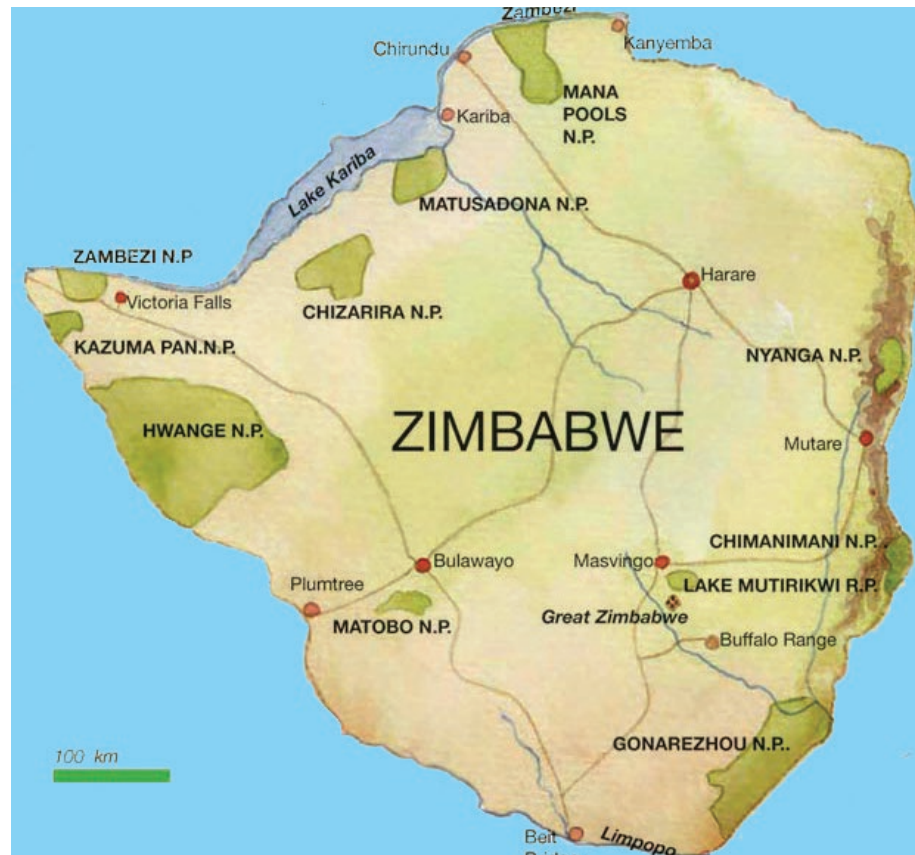 Zambezi
Kanyemba
Chirundu
MANA
POOLS
N.P.
Kariba
Lake Kariba
MATUSADONA N.P.
ZAMBEZI N.P
Victoria Falls
CHIZARIRA N.P.
Harare
KAZUMA PAN.N.P.
NYANGA N.P.
HWANGE N.P.
ZIMBABWE
Mutare
CHIMANIMANI N.P..
Bulawayo
Masvingo
Plumtree
LAKE MUTIRIKWI R.P.
MATOBO N.P.
Great Zimbabwe
Buffalo Range
GONAREZHOU N.P..
100 km
Beit
Limpopo